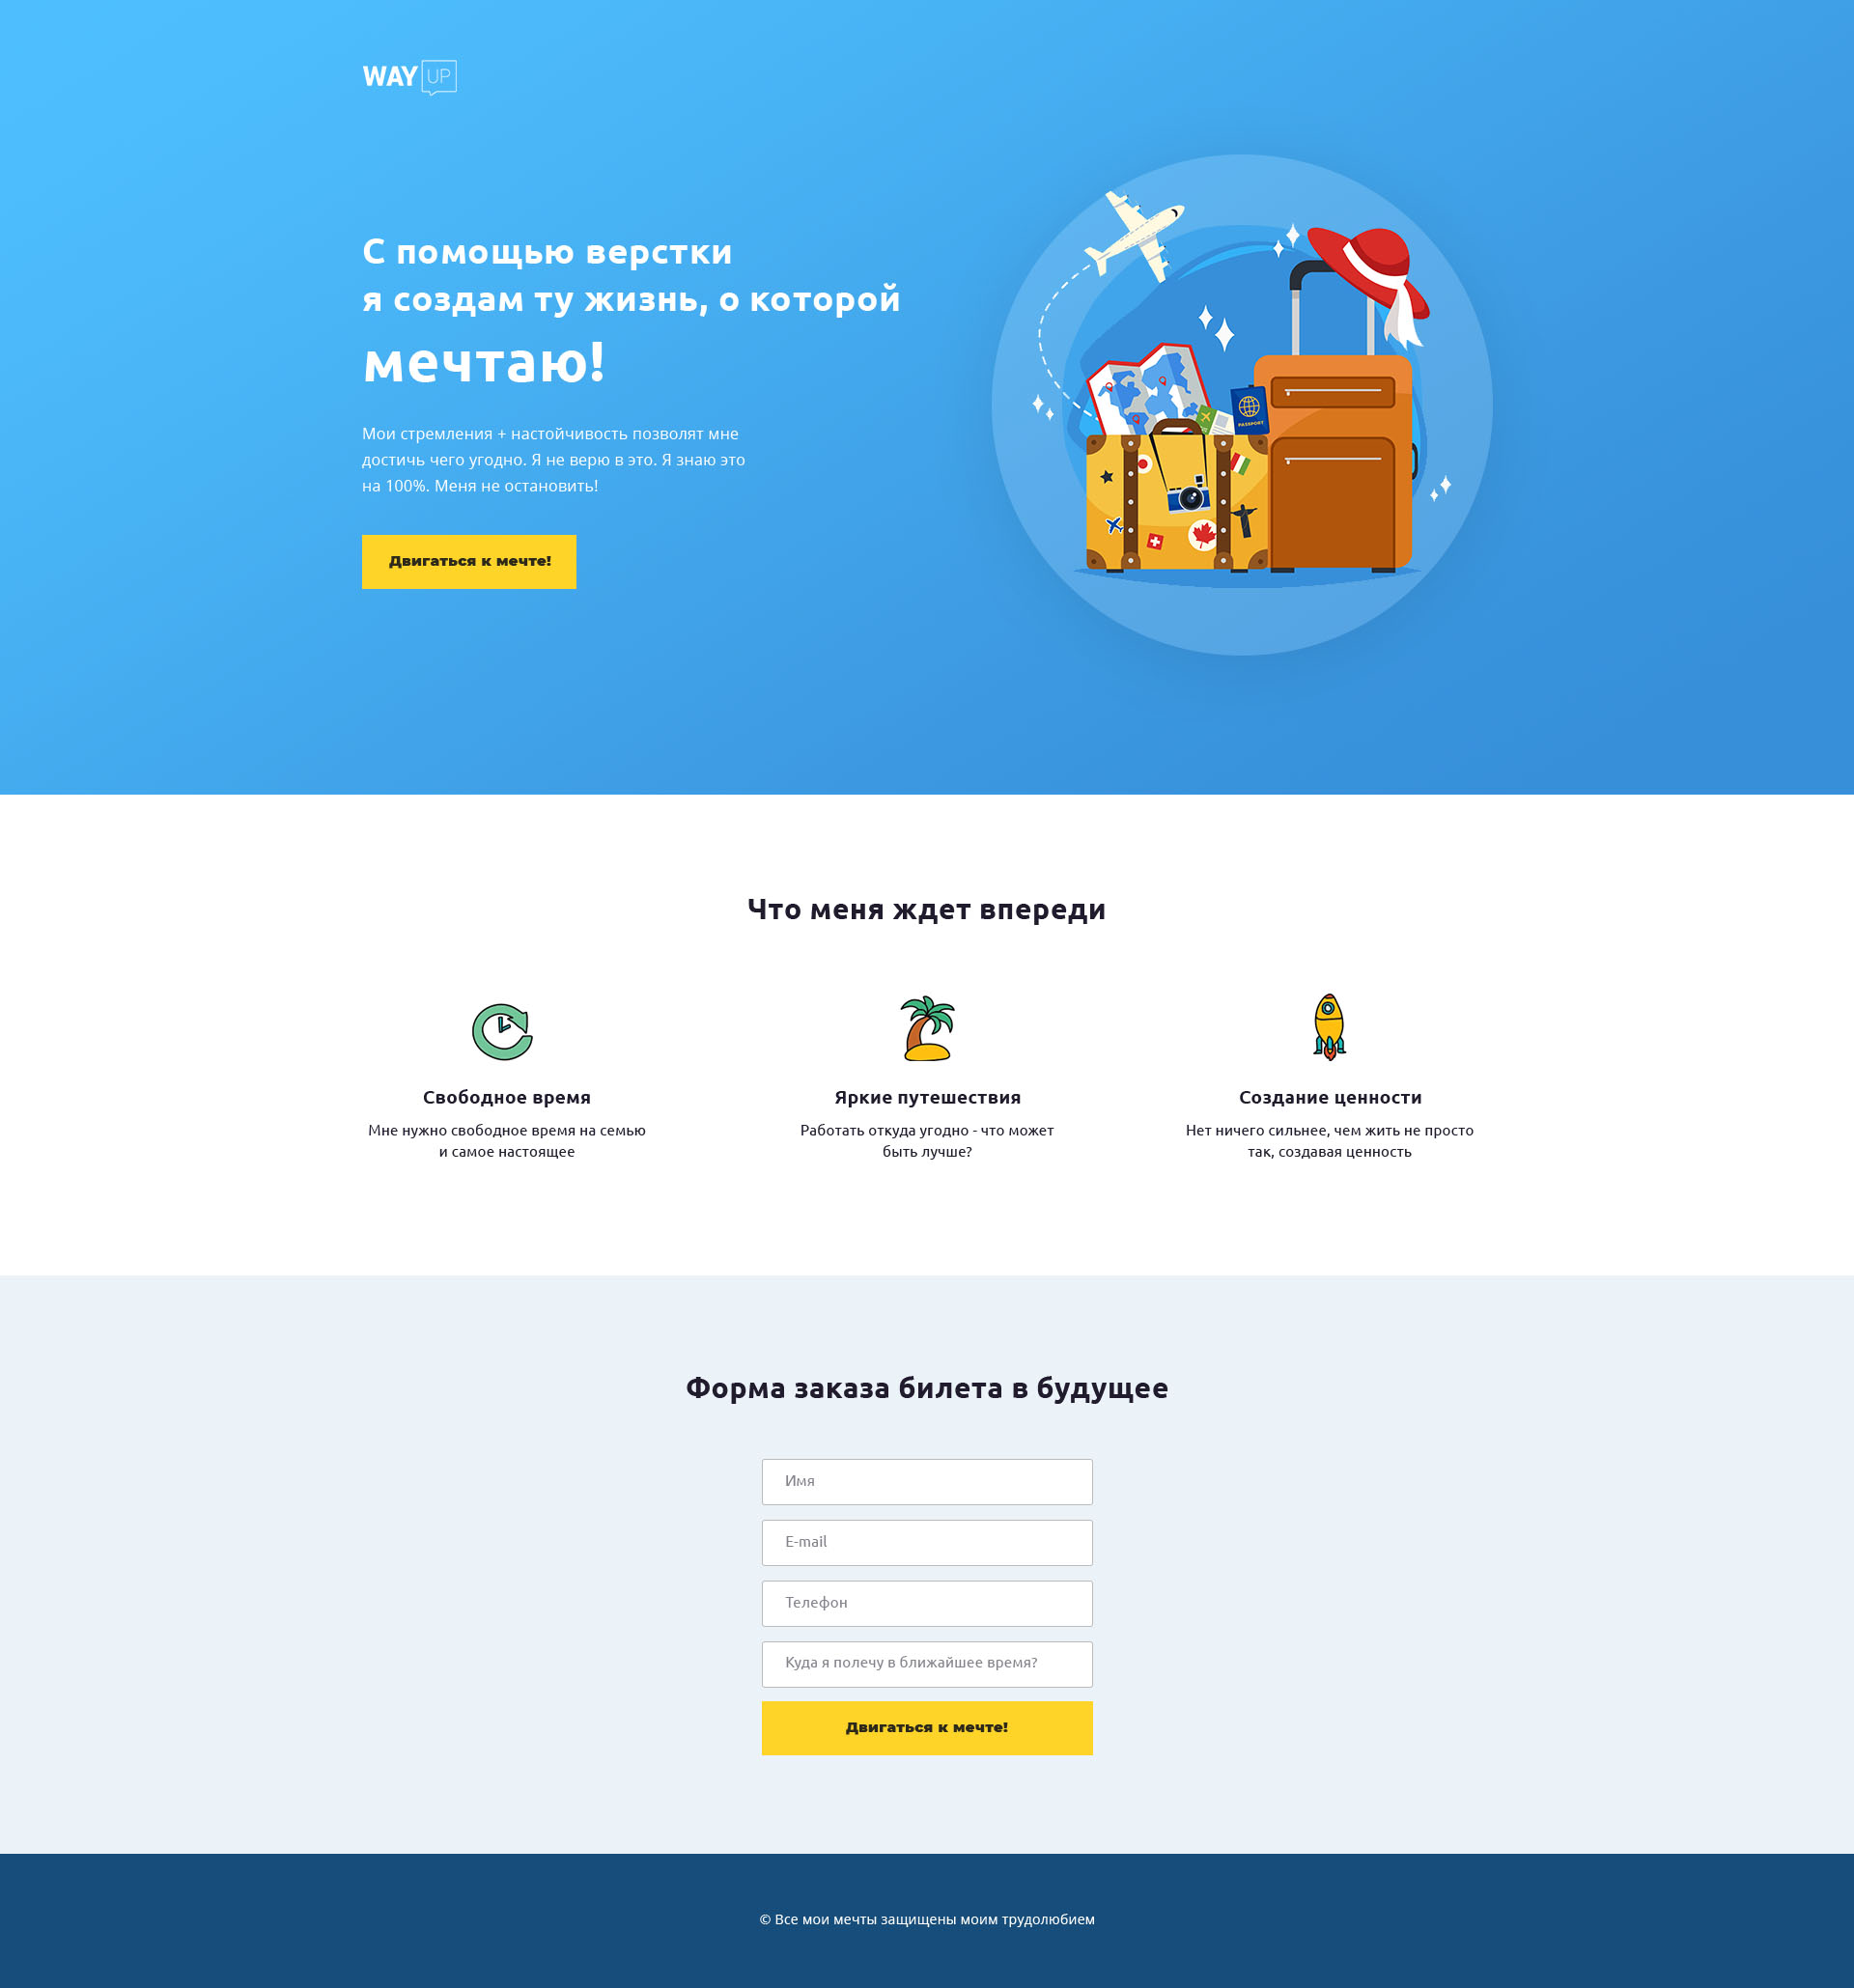 WAY UP
С помощью верстки
я создам ту жизнь, о которой
мечтаю!
Мои стремления + настойчивость позволят мне
достичь чего угодно. Я не верю в это. Я знаю это
на 100%. Меня не остановить!
Двигаться к мечте!
PASSPORT
Что меня ждет впереди
Свободное время
Мне нужно свободное время на семью
и самое настоящее
Яркие путешествия
Работать откуда угодно - что может
быть лучше?
Создание ценности
Нет ничего сильнее, чем жить не просто
так, создавая ценность
Форма заказа билета в будущее
Имя
E-mail
Телефон
Куда я полечу в ближайшее время?
Двигаться к мечте!
© Все мои мечты защищены моим трудолюбием